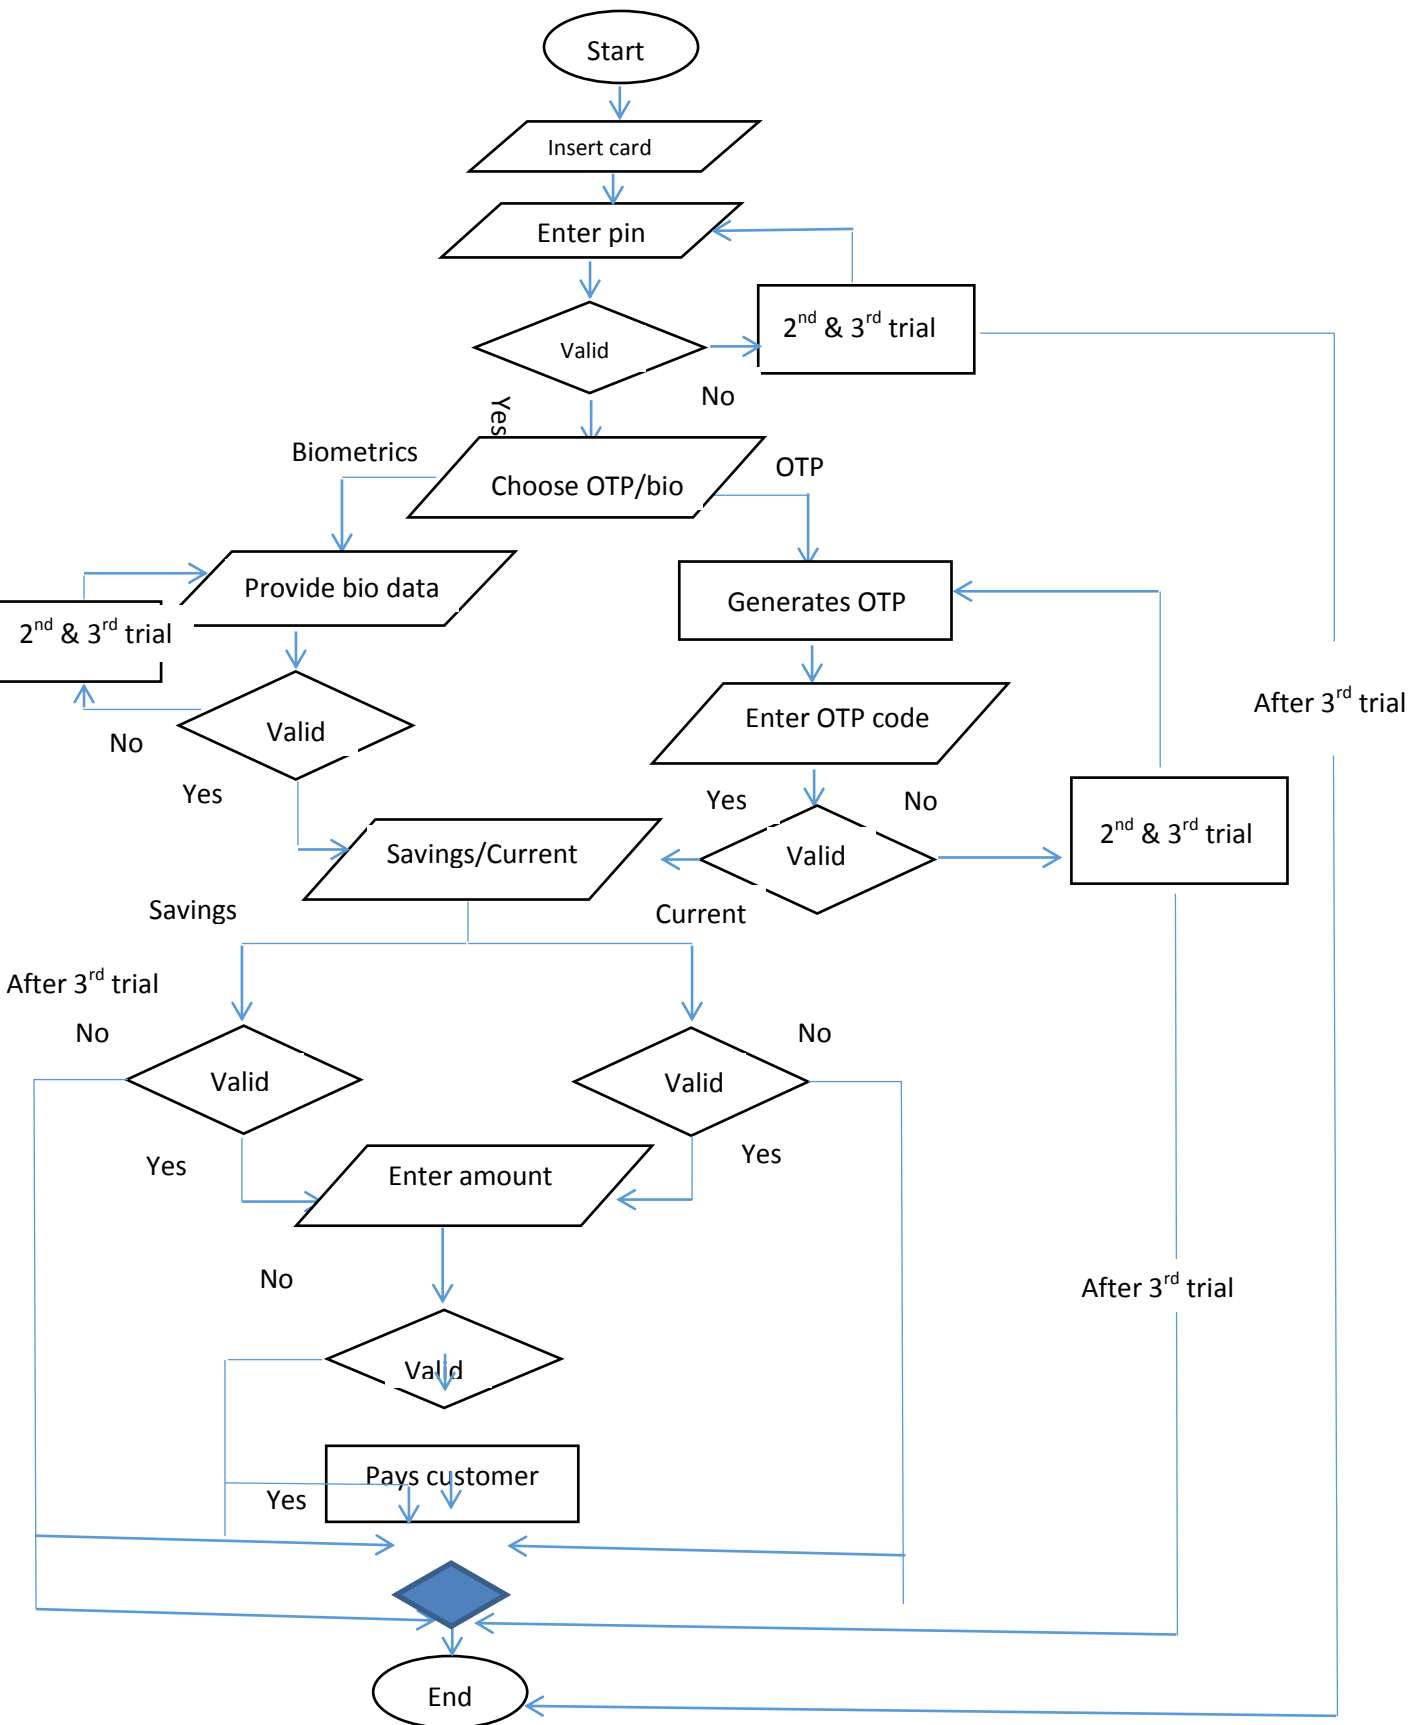 Start
Insert card
Enter pin
2nd & 3rd trial
Valid
No
Yes
Biometrics
OTP
Choose OTP/bio
Provide bio data
Generates OTP
2nd & 3rd trial
Enter OTP code
After 3rd trial
Valid
No
Yes
Yes
No
2nd & 3rd trial
Savings/Current
Valid
Savings
Current
After 3rd trial
No
No
Valid
Valid
Yes
Yes
Enter amount
No
After 3rd trial
Valid
Pays customer
Yes
End